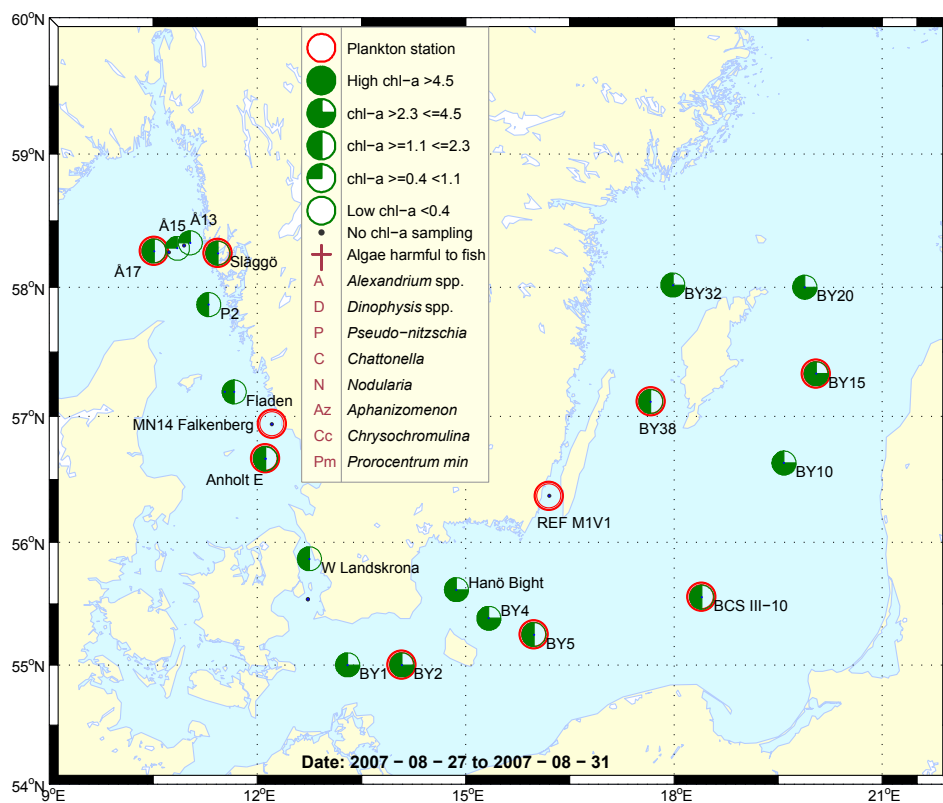 60°N
59°N
58°N
57°N
56°N
55°N
54°N
9°E
12°E
15°E
18°E
21°E
Plankton station
High chl−a >4.5
chl−a >2.3 <=4.5
chl−a >=1.1 <=2.3
chl−a >=0.4 <1.1
Low chl−a <0.4
No chl−a sampling
Algae harmful to fish
A Alexandrium spp.
D Dinophysis spp.
P Pseudo−nitzschia
C Chattonella
N Nodularia
Az Aphanizomenon
Cc Chrysochromulina
Pm Prorocentrum min
Å13
Å15
Å17
Släggö
P2
Fladen
MN14 Falkenberg
Anholt E
W Landskrona
Hanö Bight
BY4
BY5
BY1
BY2
REF M1V1
BY38
BY32
BY20
BY15
BY10
BCS III−10
Date: 2007 − 08 − 27 to 2007 − 08 − 31